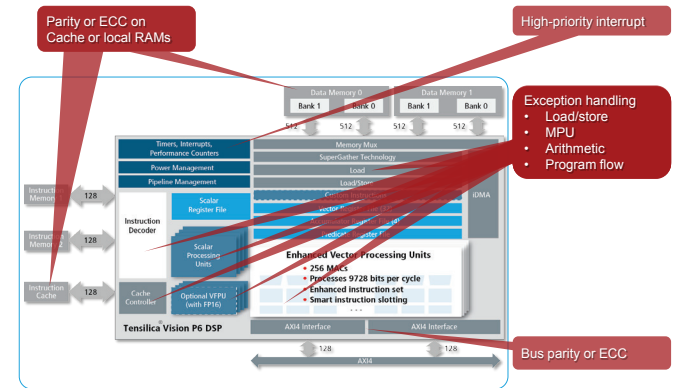 Parity or ECC on
Cache or local RAMs
High-priority interrupt
Data Memory 0
Data Memory 1
Bank 1
Bank 0
Bank 1
Bank 0
512
512
512
512
Exception handling
• Load/store
• MPU
• Arithmetic
• Program flow
Timers, Interrupts,
Performance Counters
Power Management
Pipeline Management
Memory Mux
SuperGather Technology
Load
Load/Store
iDMA
Instruction
128
Instruction
Decoder
Scalar
Register File
Instruction
128
Scalar
Processing
Units
Enhanced Vector Processing Units
• 256 MACs
• Processes 9728 bits per cycle
• Enhanced instruction set
• Smart instruction slotting
. . .
Instruction
Cache
128
Cache
Controller
Optional VFPU
(with FP16)
Tensilica® Vision P6 DSP
AXI4 Interface
AXI4 Interface
128
128
AXI4
Bus parity or ECC